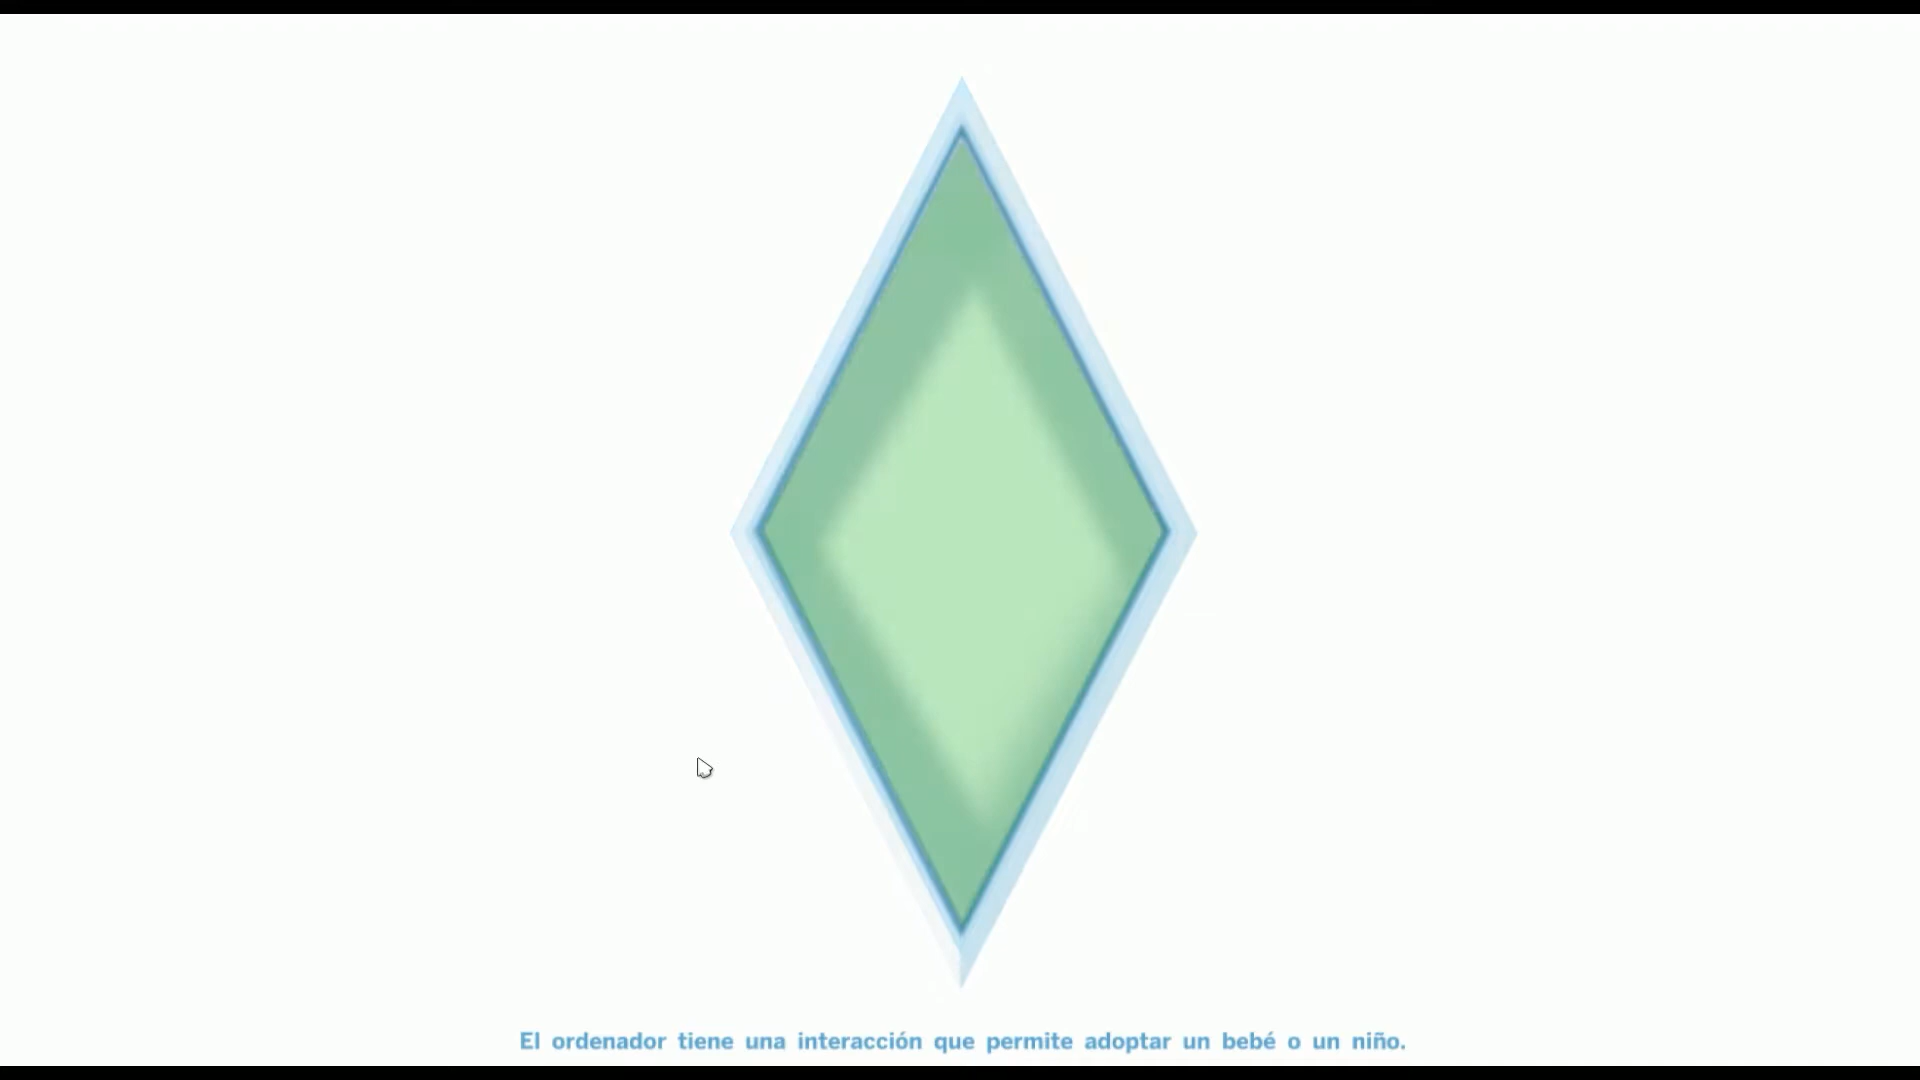 El ordenador tiene una interacción que permite adoptar un bebé o un niño.